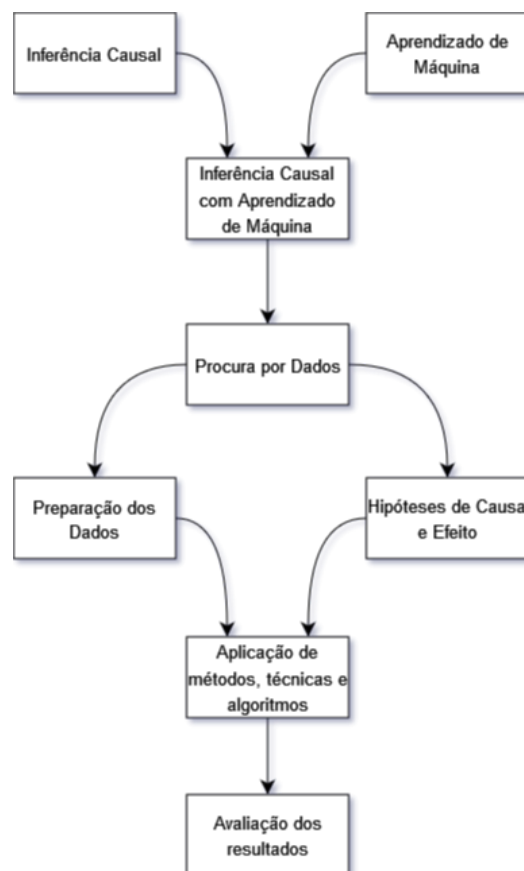 Inferência Causal
Aprendizado de
Máquina
Inferência Causal
com Aprendizado
de Máquina
Procura por Dados
Preparação dos
Dados
Hipóteses de Causa
e Efeito
Aplicação de
métodos, técnicas e
algoritmos
Avaliação dos
resultados